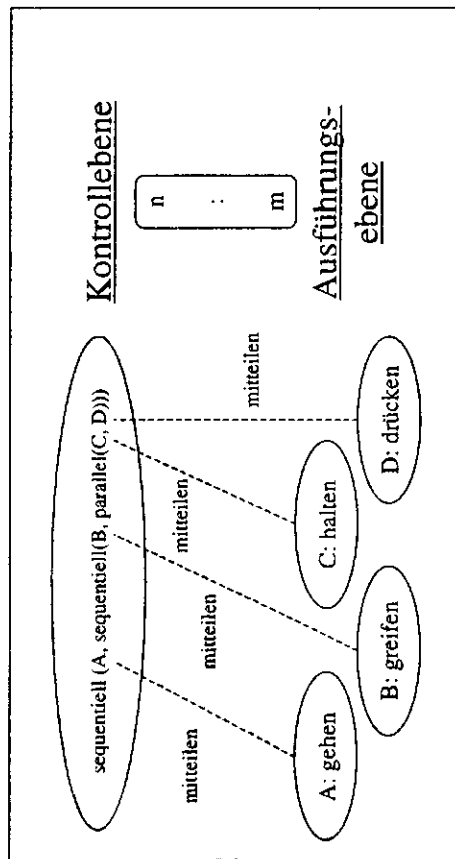 sequentiell (A, sequentiell(B, parallel(C, D)))
Kontrollebene
mitteilen
mitteilen
mitteilen
mitteilen
n
:
m
A: gehen
B: greifen
C: halten
D: drücken
Ausführungs-
ebene